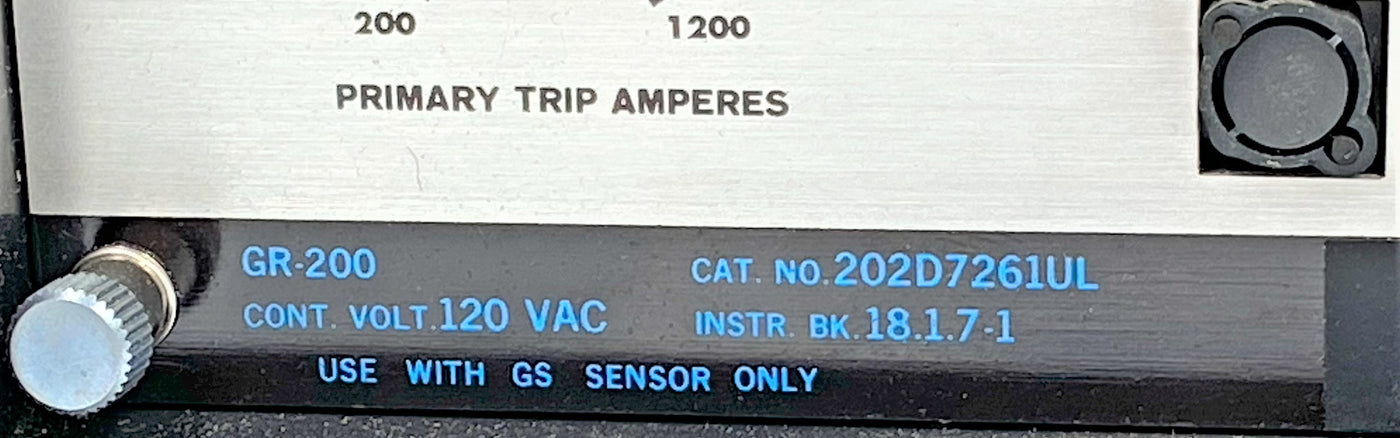 200 1200
PRIMARY TRIP AMPERES
GR-200 CAT. NO. 202D7261UL
CONT. VOLT. 120 VAC INSTR. BK. 18.1.7-1
USE WITH GS SENSOR ONLY